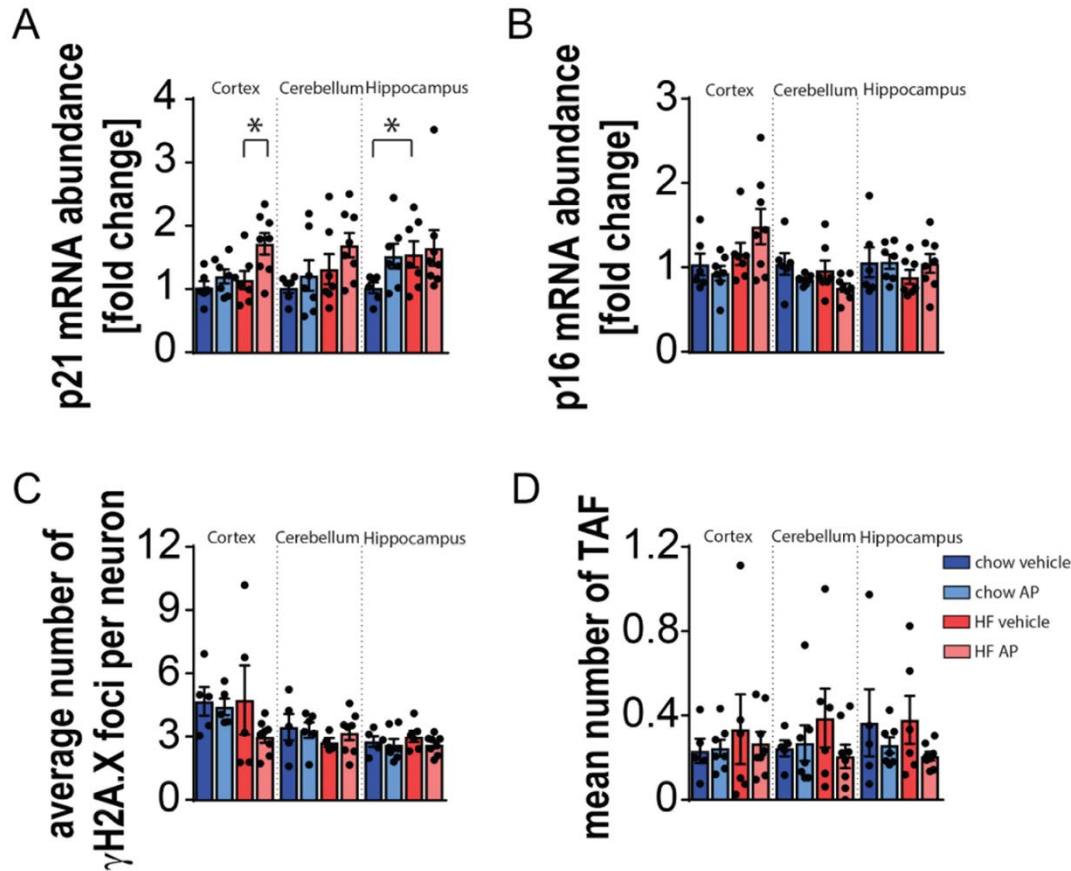 A
p21 mRNA abundance
[fold change]
4
3
2
1
0
Cortex
Cerebellum
Hippocampus
*
*
B
p16 mRNA abundance
[fold change]
3
2
1
0
Cortex
Cerebellum
Hippocampus
C
average number of
γH2A.X foci per neuron
12
9
6
3
0
Cortex
Cerebellum
Hippocampus
D
mean number of TAF
1.2
0.8
0.4
0
Cortex
Cerebellum
Hippocampus
chow vehicle
chow AP
HF vehicle
HF AP